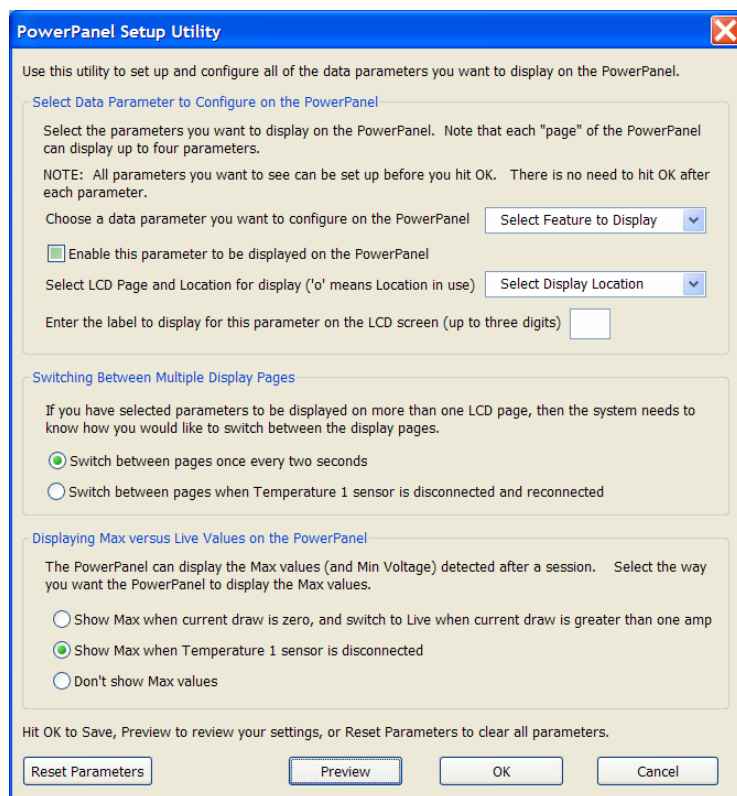 PowerPanel Setup Utility
Use this utility to set up and configure all of the data parameters you want to display on the PowerPanel.
Select Data Parameter to Configure on the PowerPanel
Select the parameters you want to display on the PowerPanel. Note that each "page" of the PowerPanel
can display up to four parameters.
NOTE: All parameters you want to see can be set up before you hit OK. There is no need to hit OK after
each parameter.
Choose a data parameter you want to configure on the PowerPanel
Select Feature to Display
Enable this parameter to be displayed on the PowerPanel
Select LCD Page and Location for display ('o' means Location in use)
Select Display Location
Enter the label to display for this parameter on the LCD screen (up to three digits)
Switching Between Multiple Display Pages
If you have selected parameters to be displayed on more than one LCD page, then the system needs to
know how you would like to switch between the display pages.
Switch between pages once every two seconds
Switch between pages when Temperature 1 sensor is disconnected and reconnected
Displaying Max versus Live Values on the PowerPanel
The PowerPanel can display the Max values (and Min Voltage) detected after a session. Select the way
you want the PowerPanel to display the Max values.
Show Max when current draw is zero, and switch to Live when current draw is greater than one amp
Show Max when Temperature 1 sensor is disconnected
Don't show Max values
Hit OK to Save, Preview to review your settings, or Reset Parameters to clear all parameters.
Reset Parameters
Preview
OK
Cancel